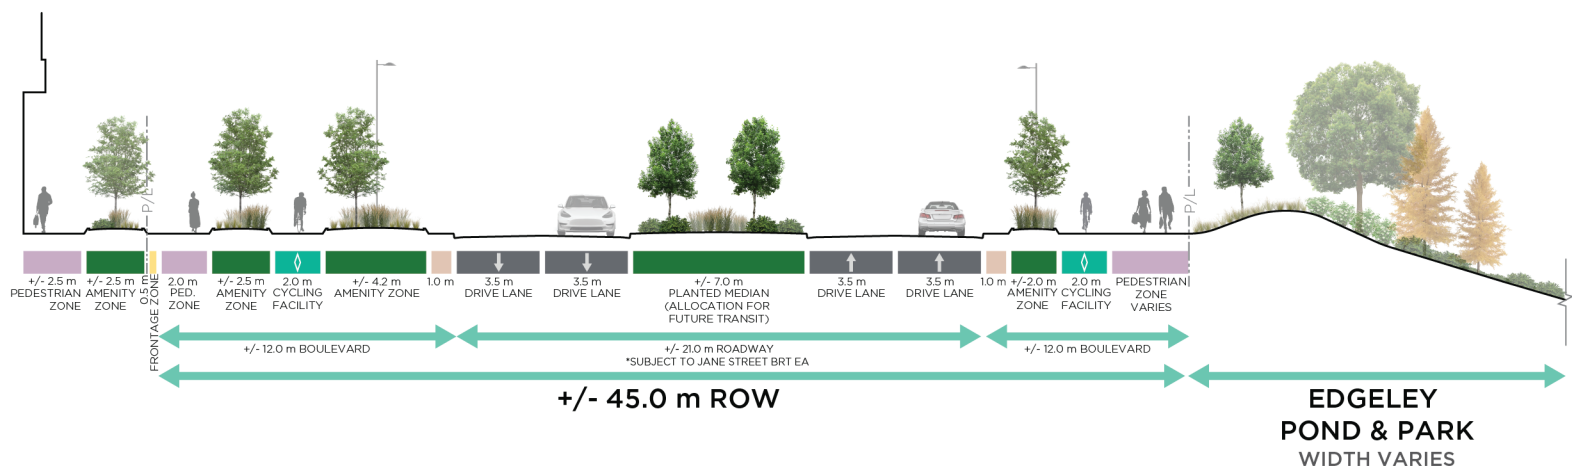 P/L
P/L
+/- 2.5 m
PEDESTRIAN
ZONE
+/- 2.5 m
AMENITY
ZONE
0.5 m
FRONTAGE ZONE
2.0 m
PED.
ZONE
+/- 2.5 m
AMENITY
ZONE
2.0 m
CYCLING
FACILITY
+/- 4.2 m
AMENITY ZONE
1.0 m
3.5 m
DRIVE LANE
3.5 m
DRIVE LANE
+/- 7.0 m
PLANTED MEDIAN
(ALLOCATION FOR
FUTURE TRANSIT)
3.5 m
DRIVE LANE
3.5 m
DRIVE LANE
1.0 m
+/-2.0 m
AMENITY
ZONE
2.0 m
CYCLING
FACILITY
PEDESTRIAN
ZONE
VARIES
+/- 12.0 m BOULEVARD
+/- 21.0 m ROADWAY
*SUBJECT TO JANE STREET BRT EA
+/- 12.0 m BOULEVARD
+/- 45.0 m ROW
EDGELEY
POND & PARK
WIDTH VARIES